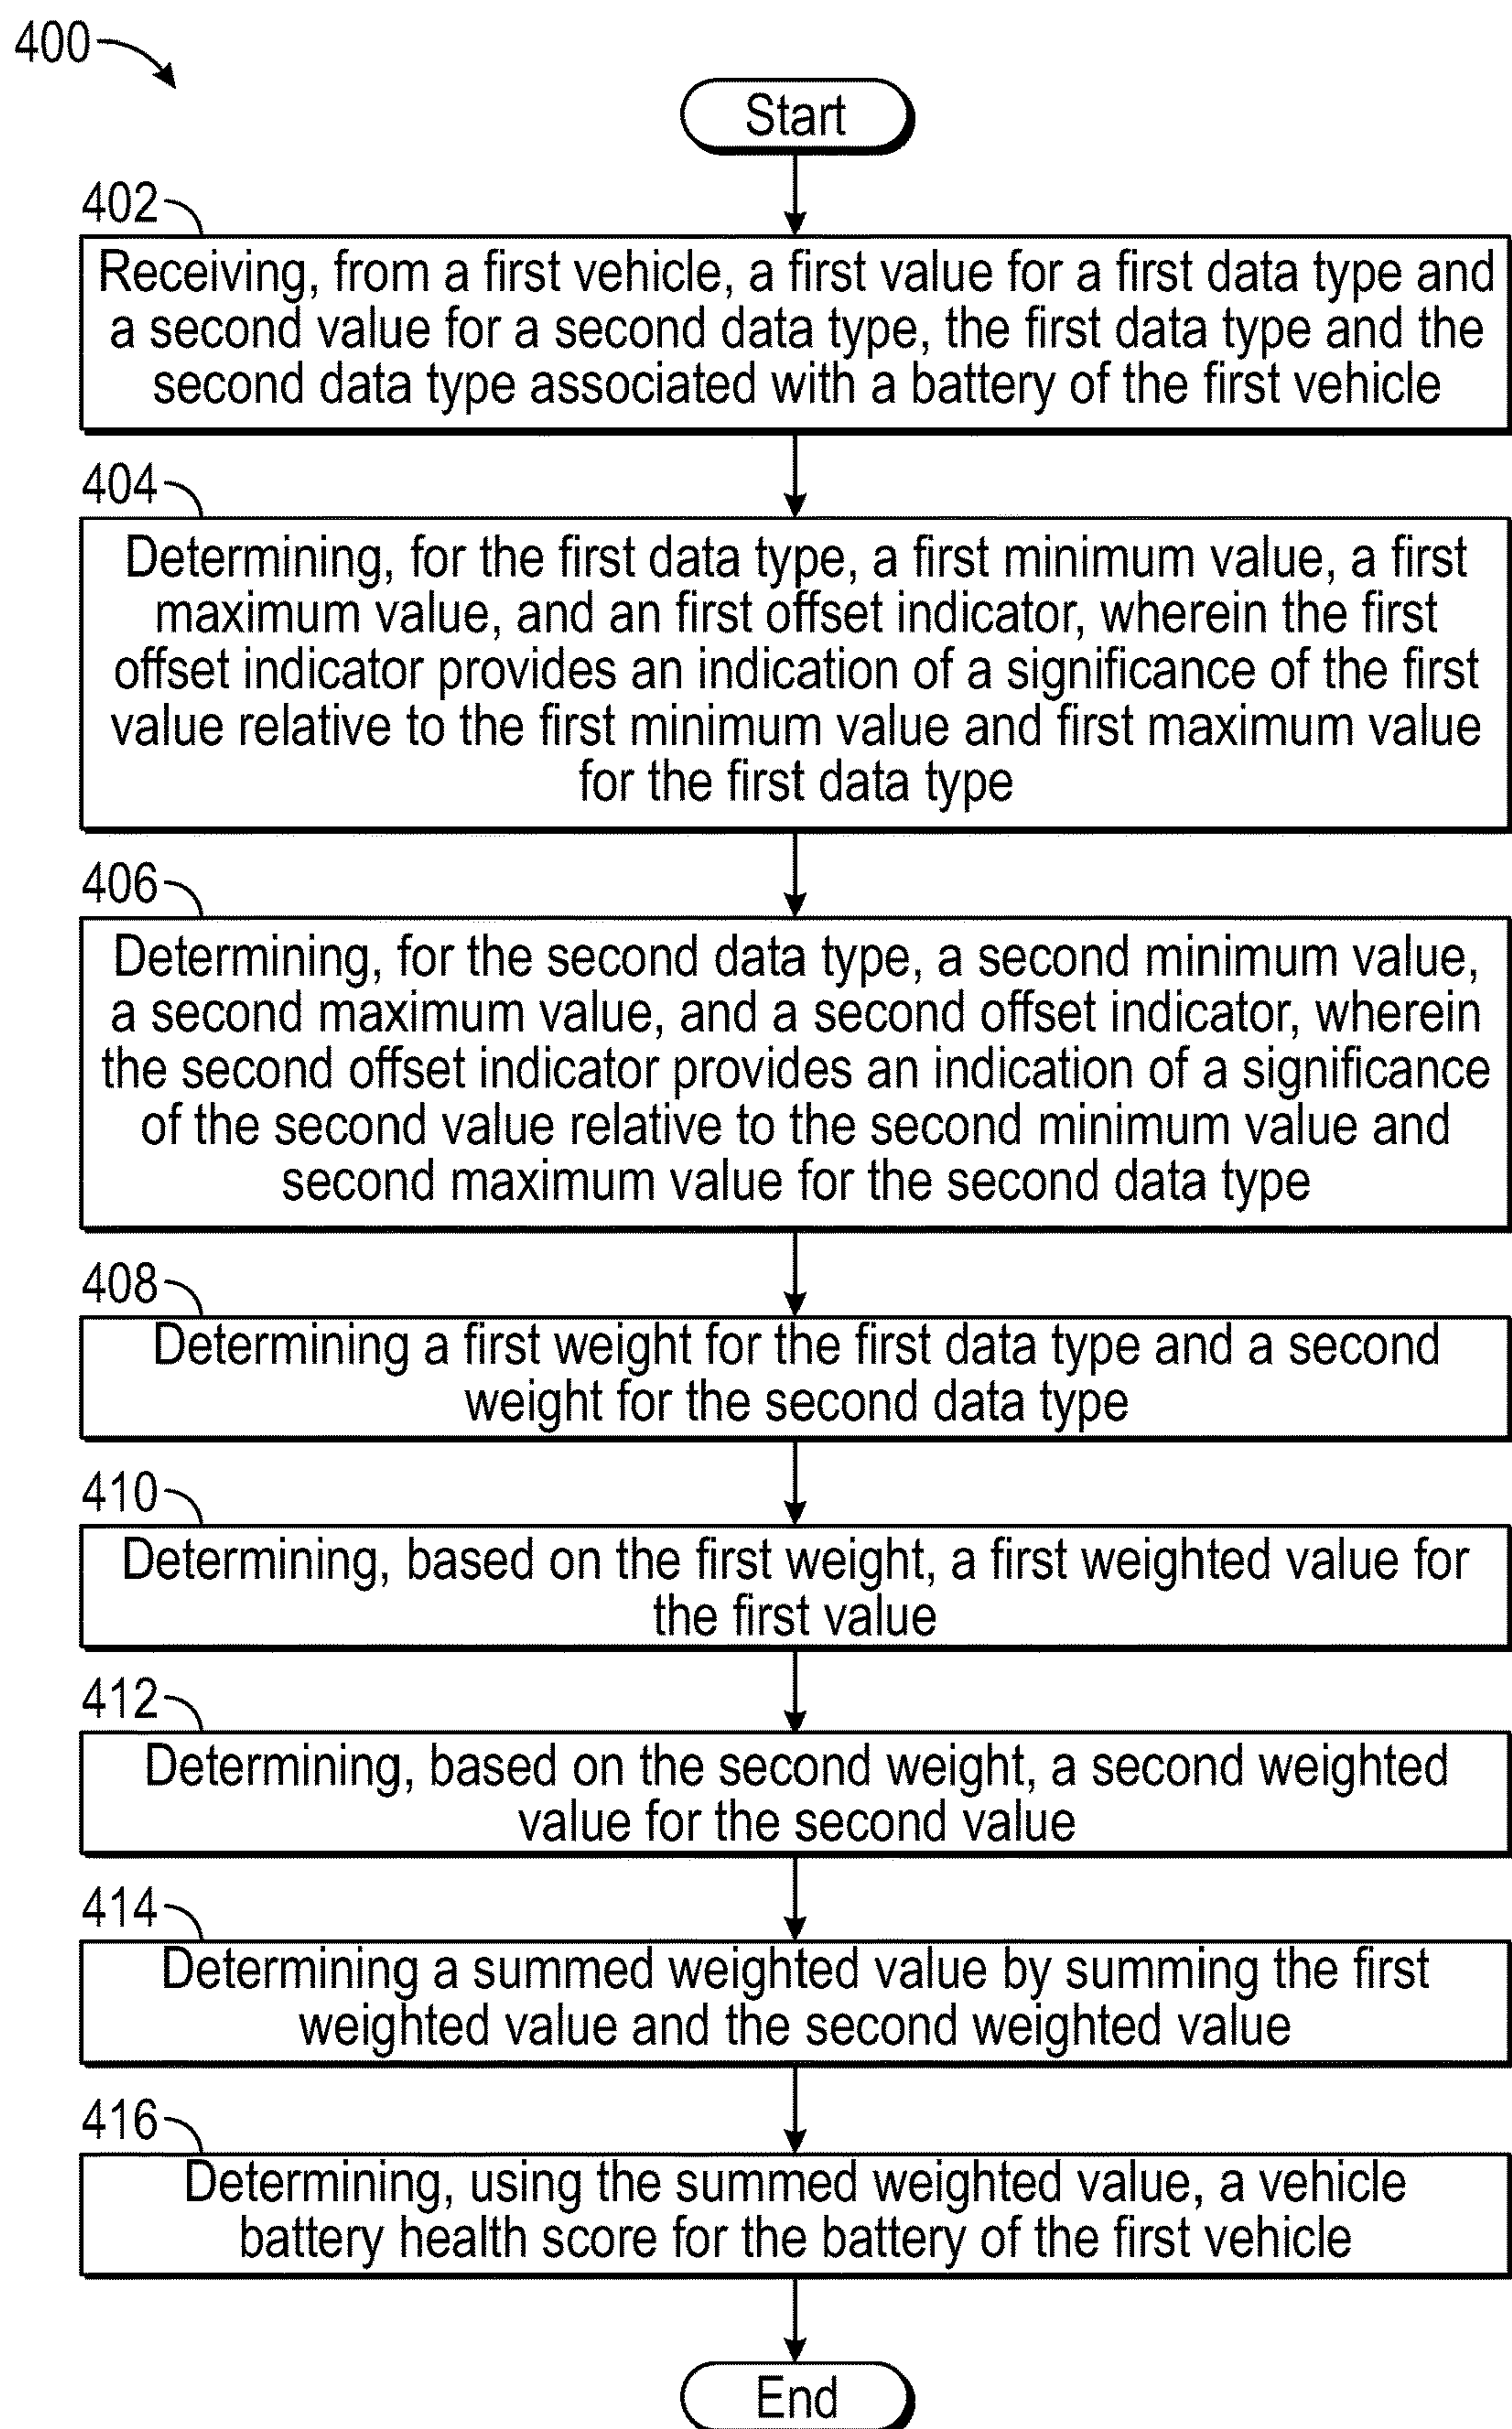 400
Start
402
Receiving, from a first vehicle, a first value for a first data type and
a second value for a second data type, the first data type and the
second data type associated with a battery of the first vehicle
404
Determining, for the first data type, a first minimum value, a first
maximum value, and an first offset indicator, wherein the first
offset indicator provides an indication of a significance of the first
value relative to the first minimum value and first maximum value
for the first data type
406
Determining, for the second data type, a second minimum value,
a second maximum value, and a second offset indicator, wherein
the second offset indicator provides an indication of a significance
of the second value relative to the second minimum value and
second maximum value for the second data type
408
Determining a first weight for the first data type and a second
weight for the second data type
410
Determining, based on the first weight, a first weighted value for
the first value
412
Determining, based on the second weight, a second weighted
value for the second value
414
Determining a summed weighted value by summing the first
weighted value and the second weighted value
416
Determining, using the summed weighted value, a vehicle
battery health score for the battery of the first vehicle
End